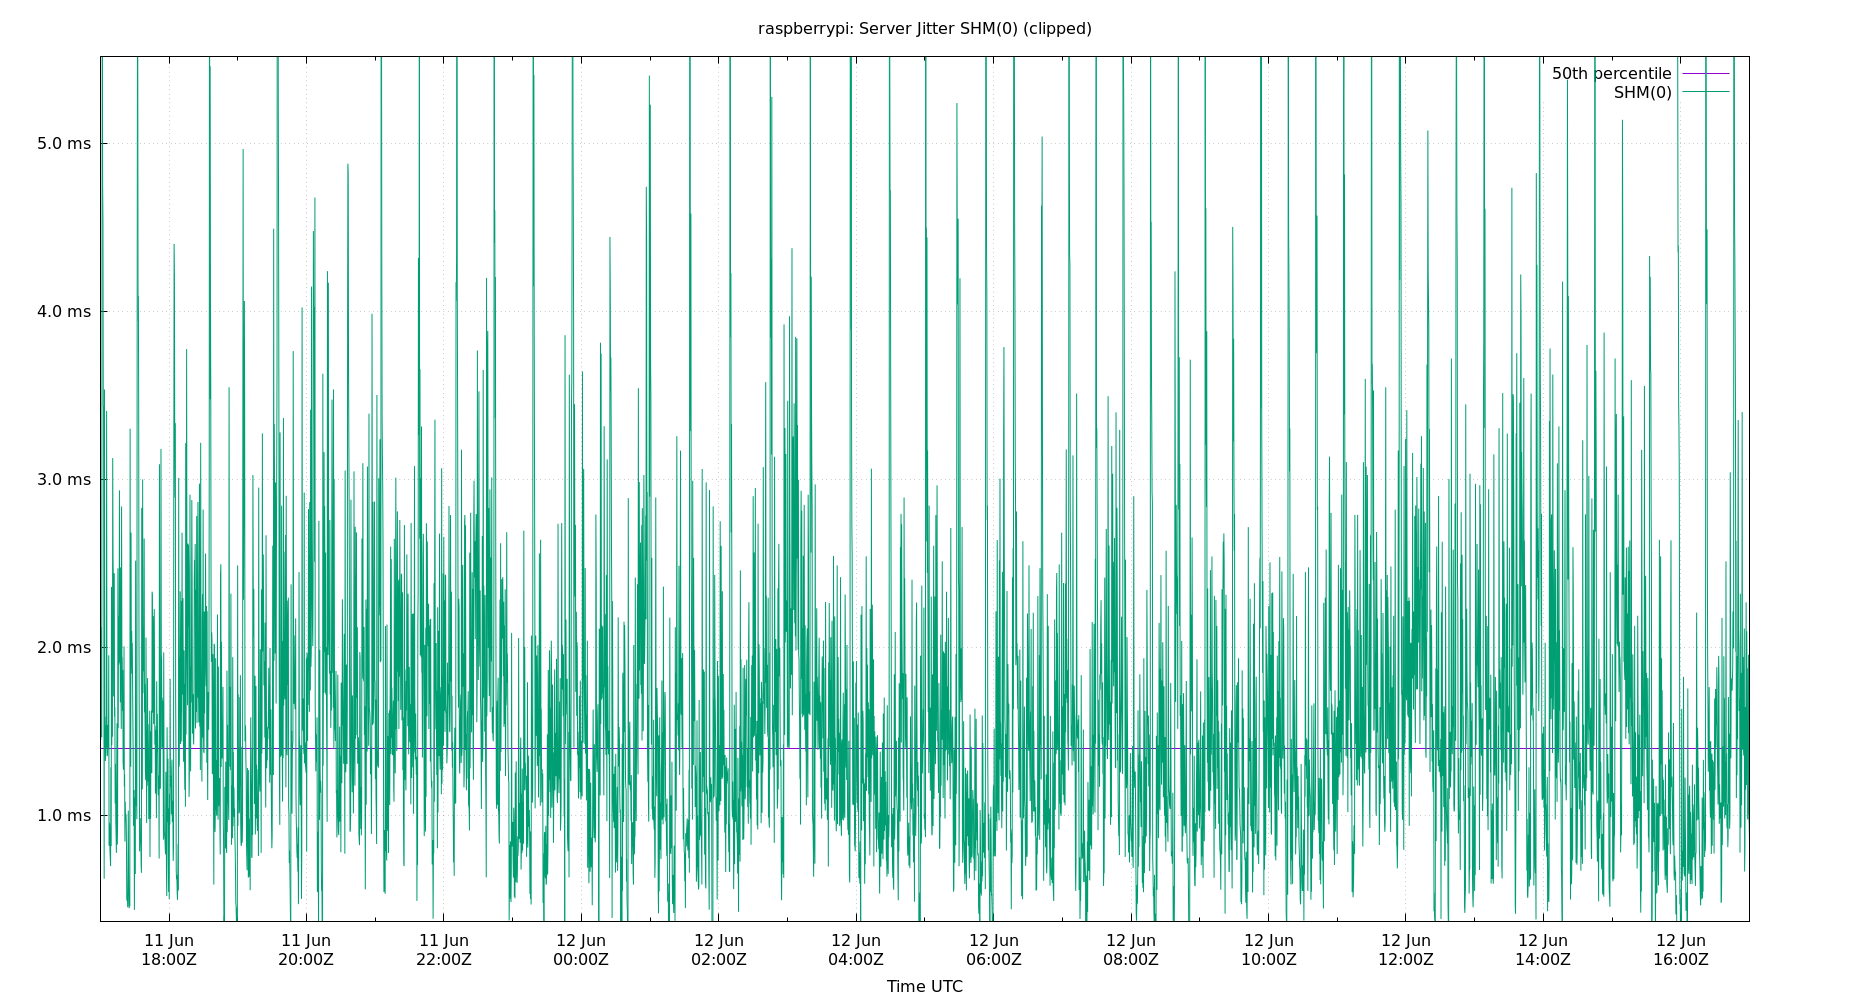 raspberrypi: Server Jitter SHM(0) (clipped)
50th percentile
SHM(0)
5.0 ms
4.0 ms
3.0 ms
2.0 ms
1.0 ms
11 Jun 11 Jun 11 Jun 12 Jun 12 Jun 12 Jun 12 Jun 12 Jun 12 Jun 12 Jun 12 Jun 12 Jun
18:00Z 20:00Z 22:00Z 00:00Z 02:00Z 04:00Z 06:00Z 08:00Z 10:00Z 12:00Z 14:00Z 16:00Z
Time UTC